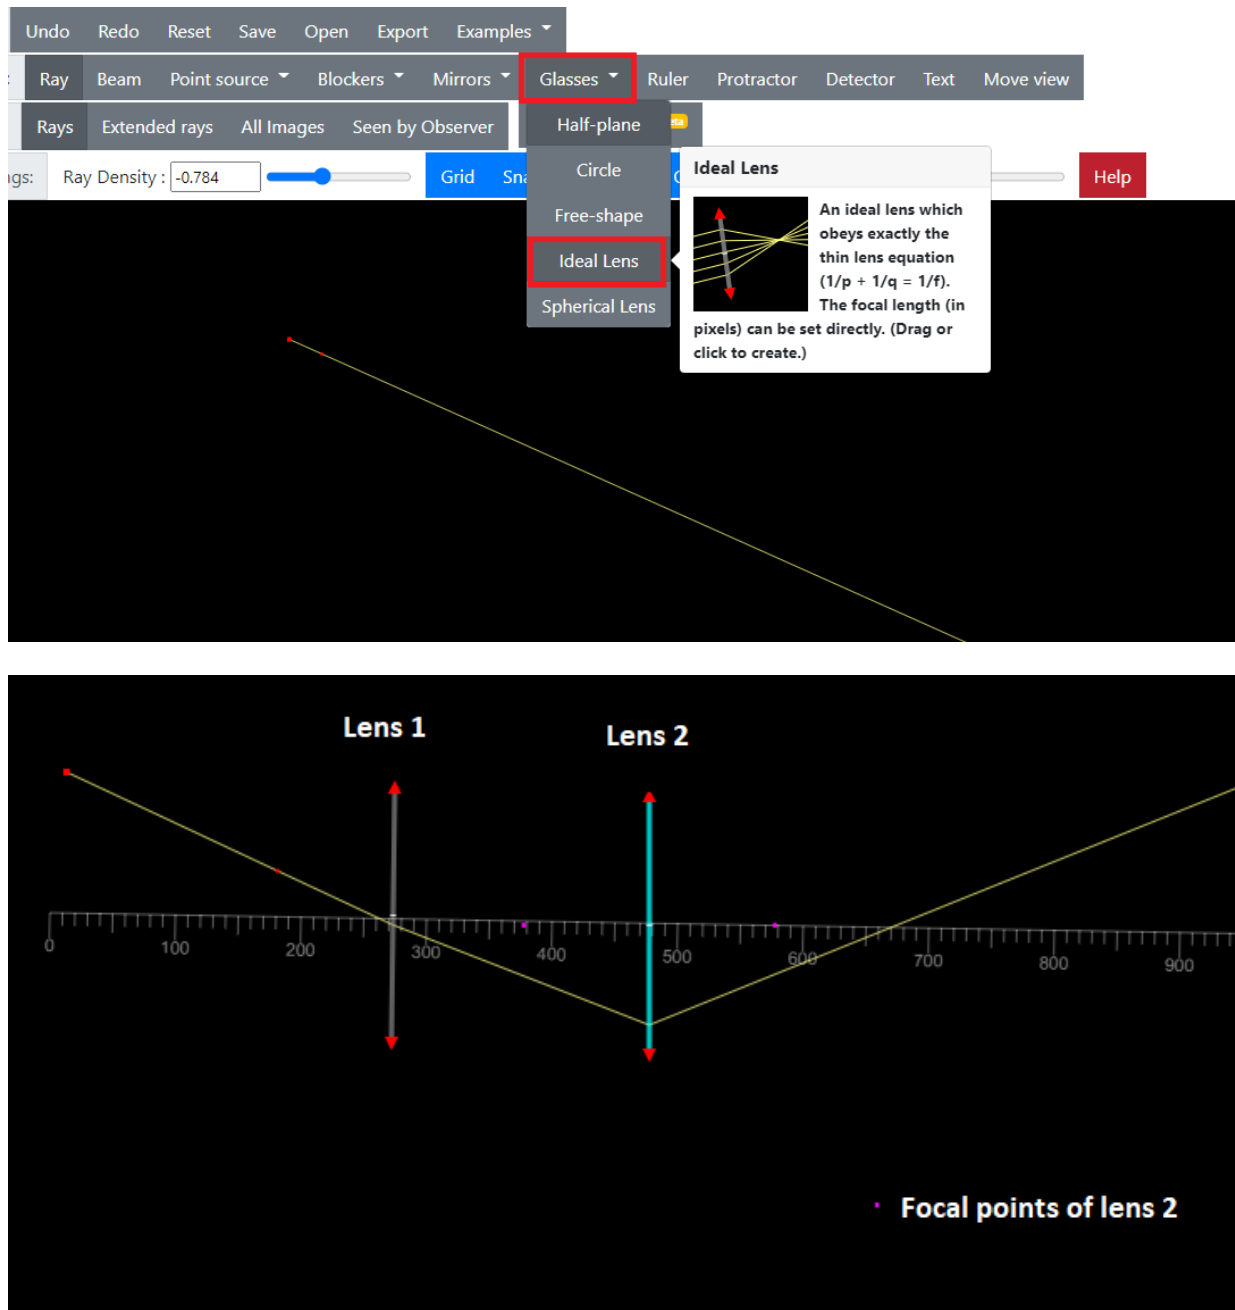 Undo Redo Reset Save Open Export Examples
: Ray Beam Point source Blockers Mirrors Glasses Ruler Protractor Detector Text Move view
Rays Extended rays All Images Seen by Observer Half-plane
Ray Density : -0.784 Grid Circle Help
Free-shape
Ideal Lens
Spherical Lens
Ideal Lens
An ideal lens which
obeys exactly the
thin lens equation
(1/p + 1/q = 1/f).
The focal length (in
pixels) can be set directly. (Drag or
click to create.)
Lens 1
Lens 2
0 100 200 300 400 500 600 700 800 900
Focal points of lens 2